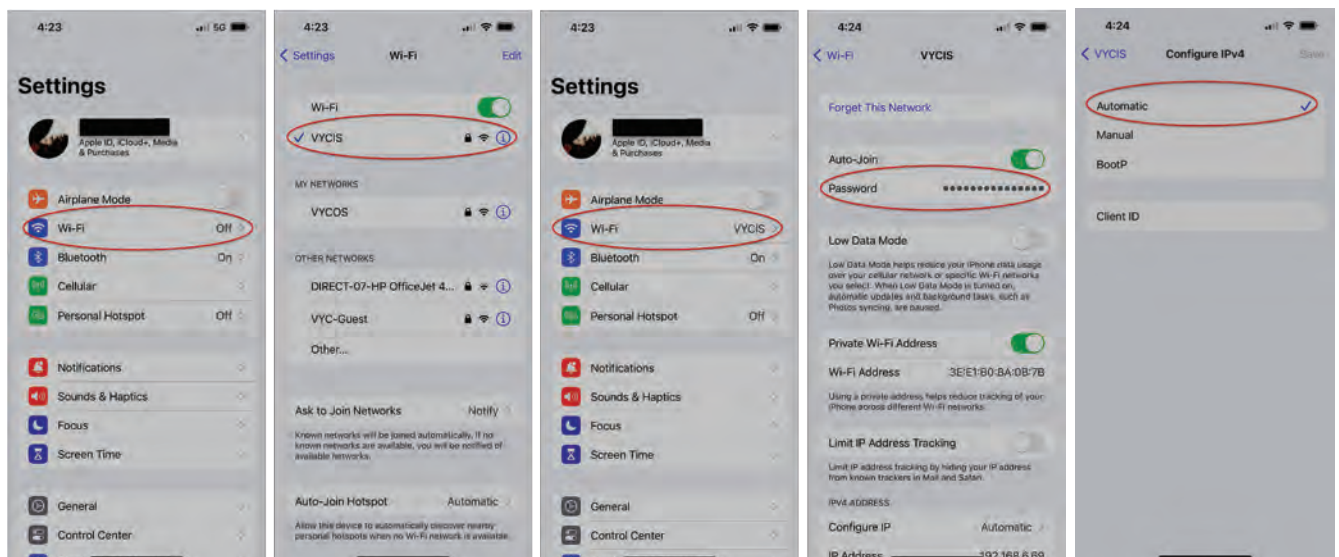 4:23
5G
Settings
Apple ID, iCloud+, Media
& Purchases
Airplane Mode
Wi-Fi Off
Bluetooth On
Cellular
Personal Hotspot Off
Notifications
Sounds & Haptics
Focus
Screen Time
General
Control Center
4:23
Settings Wi-Fi Edit
Wi-Fi
VYCIS
MY NETWORKS
VYCOS
OTHER NETWORKS
DIRECT-07-HP OfficeJet 4...
VYC-Guest
Other...
Ask to Join Networks Notify
Known networks will be joined automatically. If no
known networks are available, you will be notified of
available networks.
Auto-Join Hotspot Automatic
Allow this device to automatically discover nearby
personal hotspots when no Wi-Fi network is available.
4:23
Settings
Apple ID, iCloud+, Media
& Purchases
Airplane Mode
Wi-Fi VYCIS
Bluetooth On
Cellular
Personal Hotspot Off
Notifications
Sounds & Haptics
Focus
Screen Time
General
Control Center
4:24
Wi-Fi VYCIS
Forget This Network
Auto-Join
Password ●●●●●●●●●●●●●●●
Low Data Mode
Low Data Mode helps reduce your iPhone data usage
over your cellular network or specific Wi-Fi networks
you select. When Low Data Mode is turned on,
automatic updates and background tasks, such as
Photos syncing, are paused.
Private Wi-Fi Address
Wi-Fi Address 3E:E1:B0:8A:0B:7B
Using a private address helps reduce tracking of your
iPhone across different Wi-Fi networks.
Limit IP Address Tracking
Limit IP address tracking by hiding your IP address
from known trackers in Mail and Safari.
IPV4 ADDRESS
Configure IP Automatic
IP Address 192.168.6.69
4:24
VYCIS Configure IPv4 Save
Automatic
Manual
BootP
Client ID